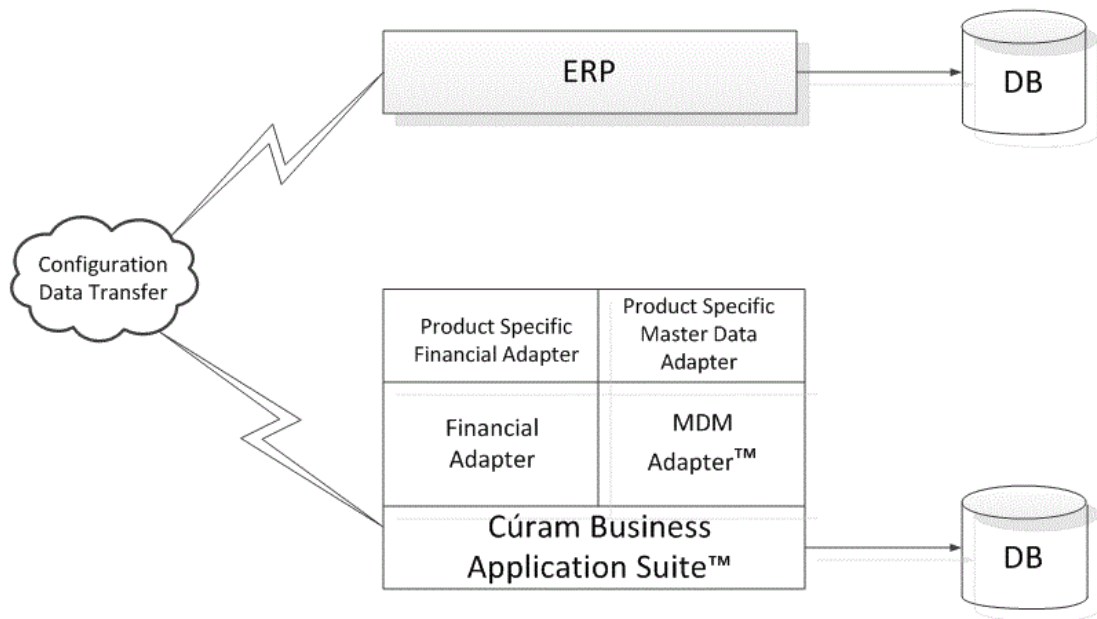 ERP
DB
Configuration
Data Transfer
Product Specific
Financial Adapter
Product Specific
Master Data
Adapter
Financial
Adapter
MDM
Adapter™
Cúram Business
Application Suite™
DB